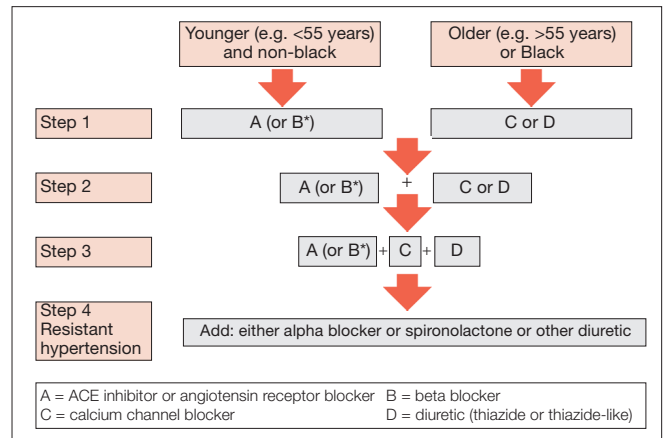 Younger (e.g. <55 years)
and non-black
Older (e.g. >55 years)
or Black
Step 1
A (or B*)
C or D
Step 2
A (or B*)
+
C or D
Step 3
A (or B*) + C + D
Step 4
Resistant
hypertension
Add: either alpha blocker or spironolactone or other diuretic
A = ACE inhibitor or angiotensin receptor blocker B = beta blocker
C = calcium channel blocker D = diuretic (thiazide or thiazide-like)